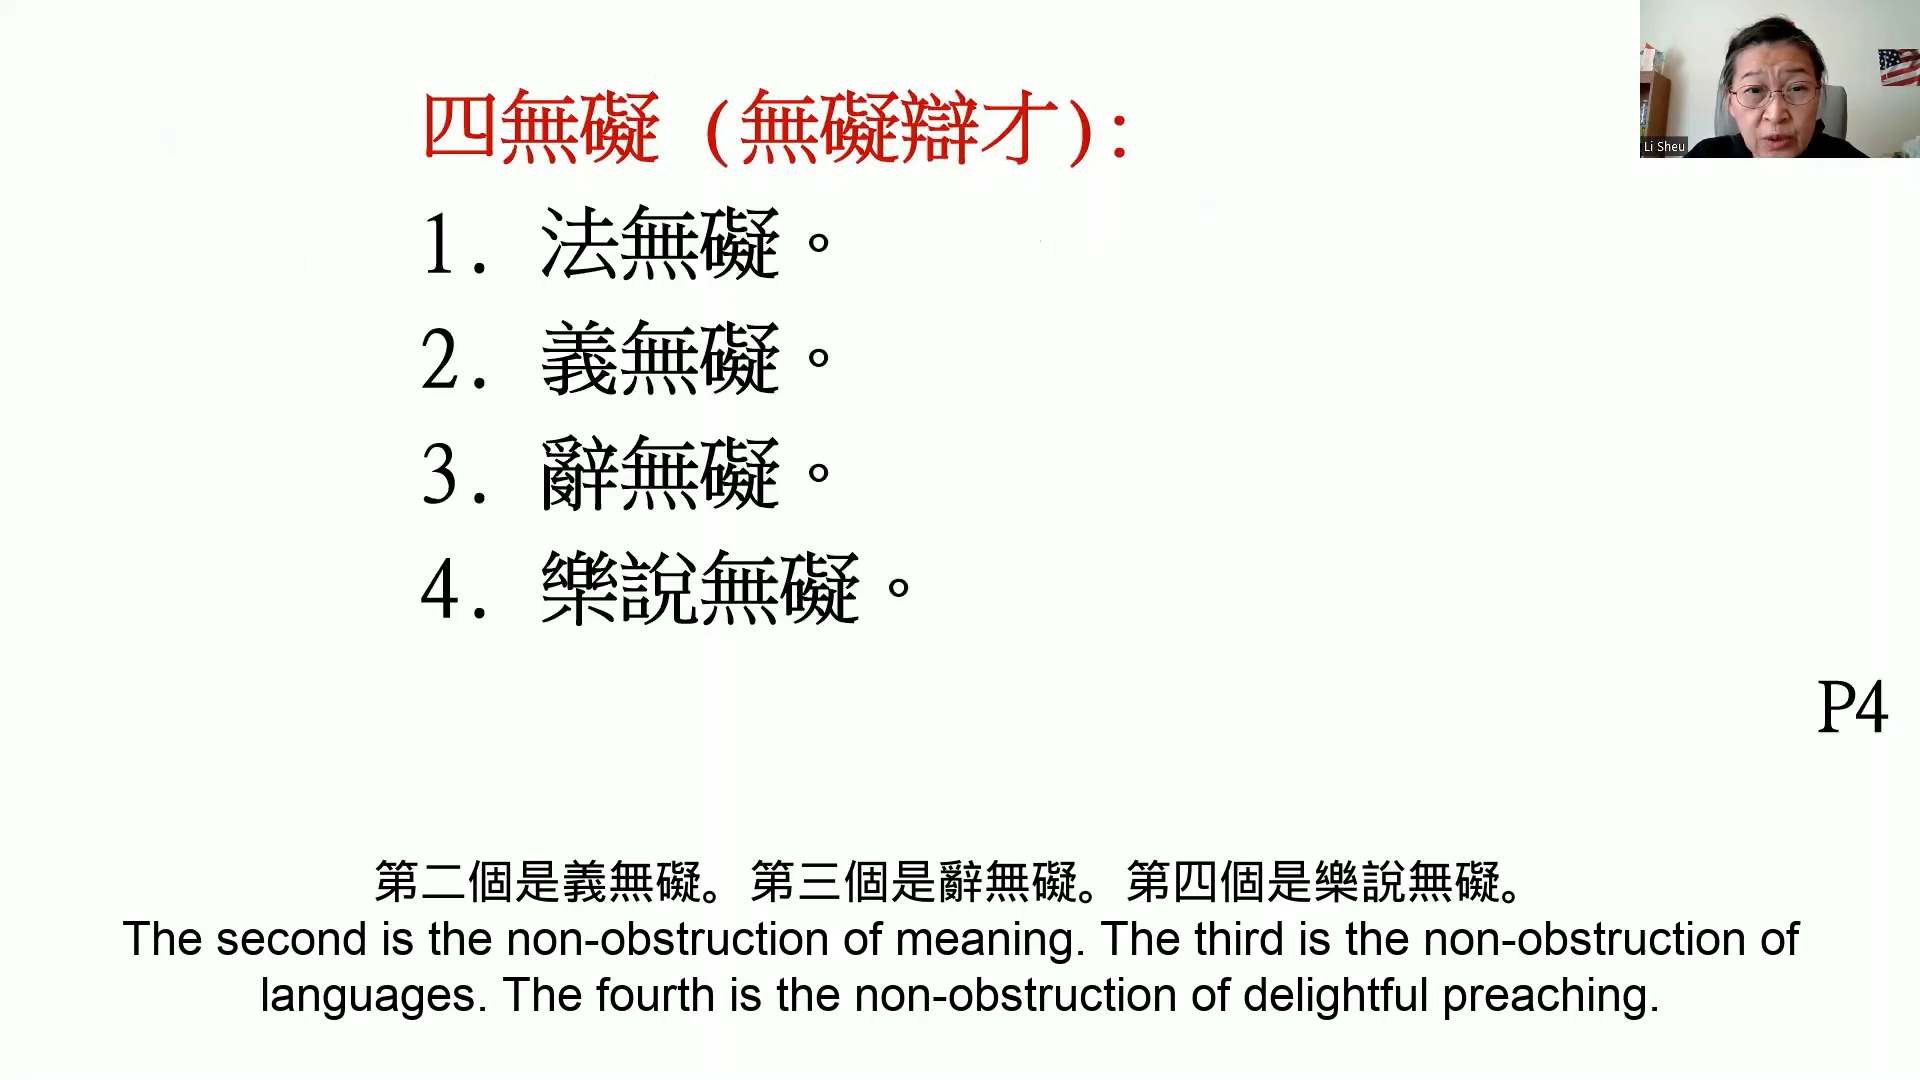 四無礙 (無礙辯才):
1. 法無礙。
2. 義無礙。
3. 辭無礙。
4. 樂說無礙。
Li Sheu
P4
第二個是義無礙。第三個是辭無礙。第四個是樂說無礙。
The second is the non-obstruction of meaning. The third is the non-obstruction of
languages. The fourth is the non-obstruction of delightful preaching.